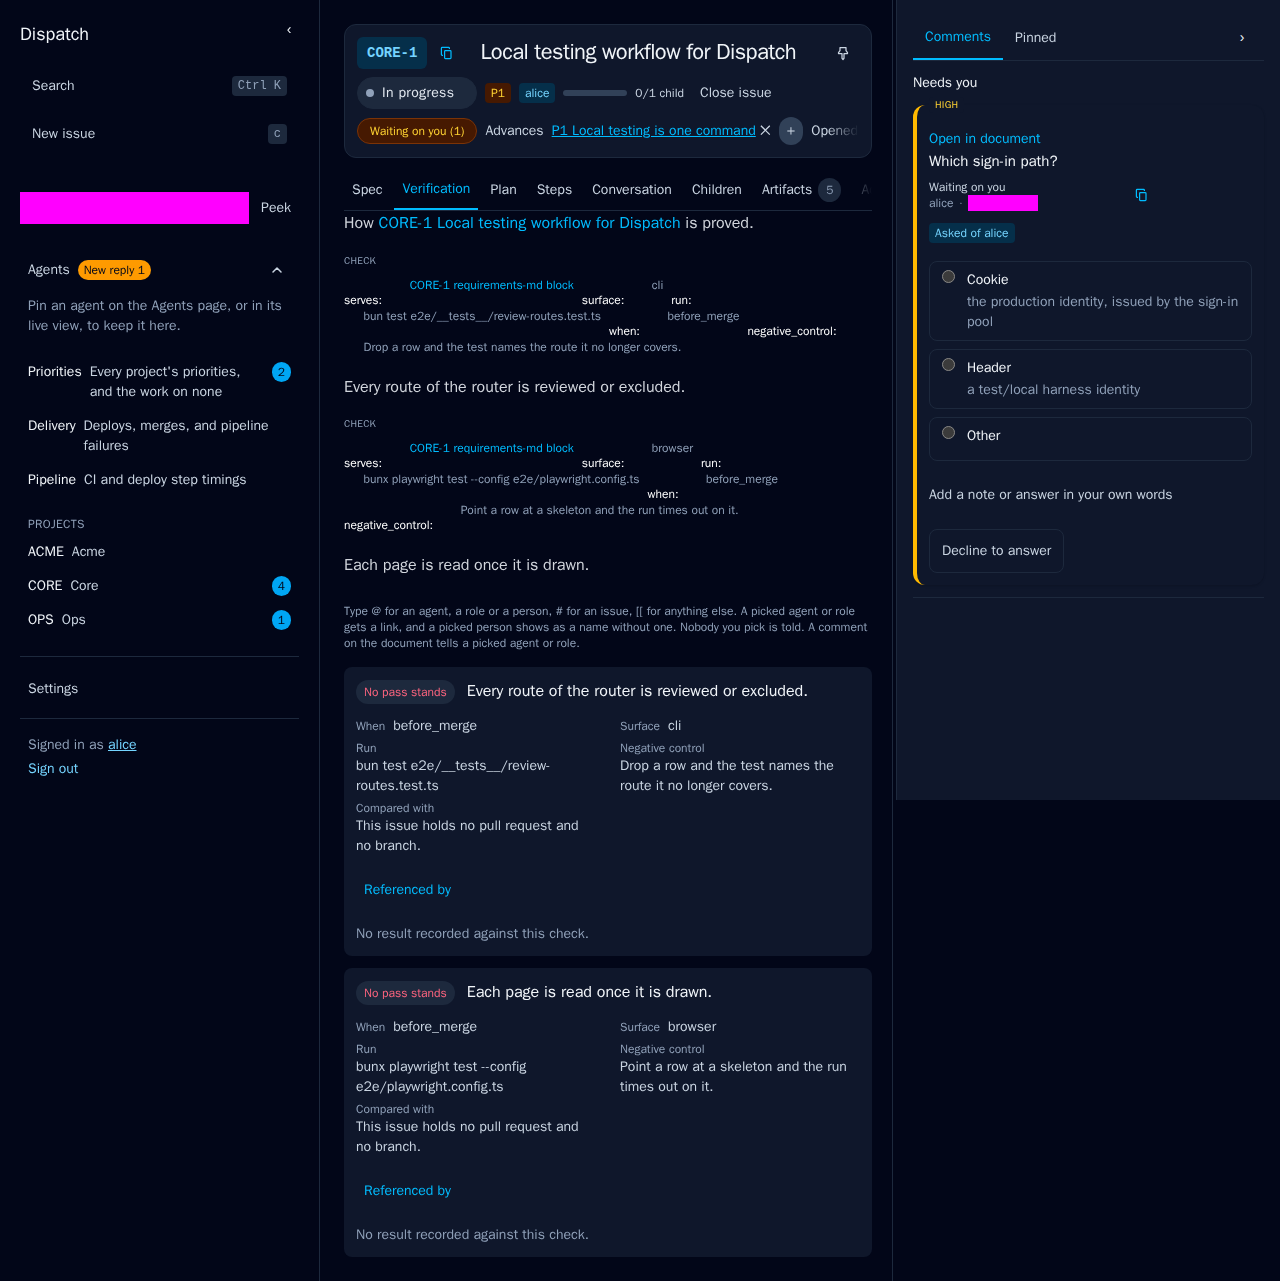 Dispatch
Search
Ctrl K
New issue
C
Peek
Agents
New reply 1
Pin an agent on the Agents page, or in its
live view, to keep it here.
Priorities
Every project's priorities,
and the work on none
2
Delivery
Deploys, merges, and pipeline
failures
Pipeline
CI and deploy step timings
PROJECTS
ACME Acme
CORE Core
4
OPS Ops
1
Settings
Signed in as alice
Sign out
CORE-1
Local testing workflow for Dispatch
In progress
P1
alice
0/1 child
Close issue
Waiting on you (1)
Advances
P1 Local testing is one command
+
Opened
Spec
Verification
Plan
Steps
Conversation
Children
Artifacts
5
How CORE-1 Local testing workflow for Dispatch is proved.
CHECK
CORE-1 requirements-md block
cli
serves:
surface:
run:
bun test e2e/__tests__/review-routes.test.ts
before_merge
when:
negative_control:
Drop a row and the test names the route it no longer covers.
Every route of the router is reviewed or excluded.
CHECK
CORE-1 requirements-md block
browser
serves:
surface:
run:
bunx playwright test --config e2e/playwright.config.ts
before_merge
when:
Point a row at a skeleton and the run times out on it.
negative_control:
Each page is read once it is drawn.
Type @ for an agent, a role or a person, # for an issue, [[ for anything else. A picked agent or role
gets a link, and a picked person shows as a name without one. Nobody you pick is told. A comment
on the document tells a picked agent or role.
No pass stands
Every route of the router is reviewed or excluded.
When before_merge
Surface cli
Run
bun test e2e/__tests__/review-
routes.test.ts
Negative control
Drop a row and the test names the
route it no longer covers.
Compared with
This issue holds no pull request and
no branch.
Referenced by
No result recorded against this check.
No pass stands
Each page is read once it is drawn.
When before_merge
Surface browser
Run
bunx playwright test --config
e2e/playwright.config.ts
Negative control
Point a row at a skeleton and the run
times out on it.
Compared with
This issue holds no pull request and
no branch.
Referenced by
No result recorded against this check.
Comments
Pinned
Needs you
HIGH
Open in document
Which sign-in path?
Waiting on you
alice ·
Asked of alice
Cookie
the production identity, issued by the sign-in
pool
Header
a test/local harness identity
Other
Add a note or answer in your own words
Decline to answer